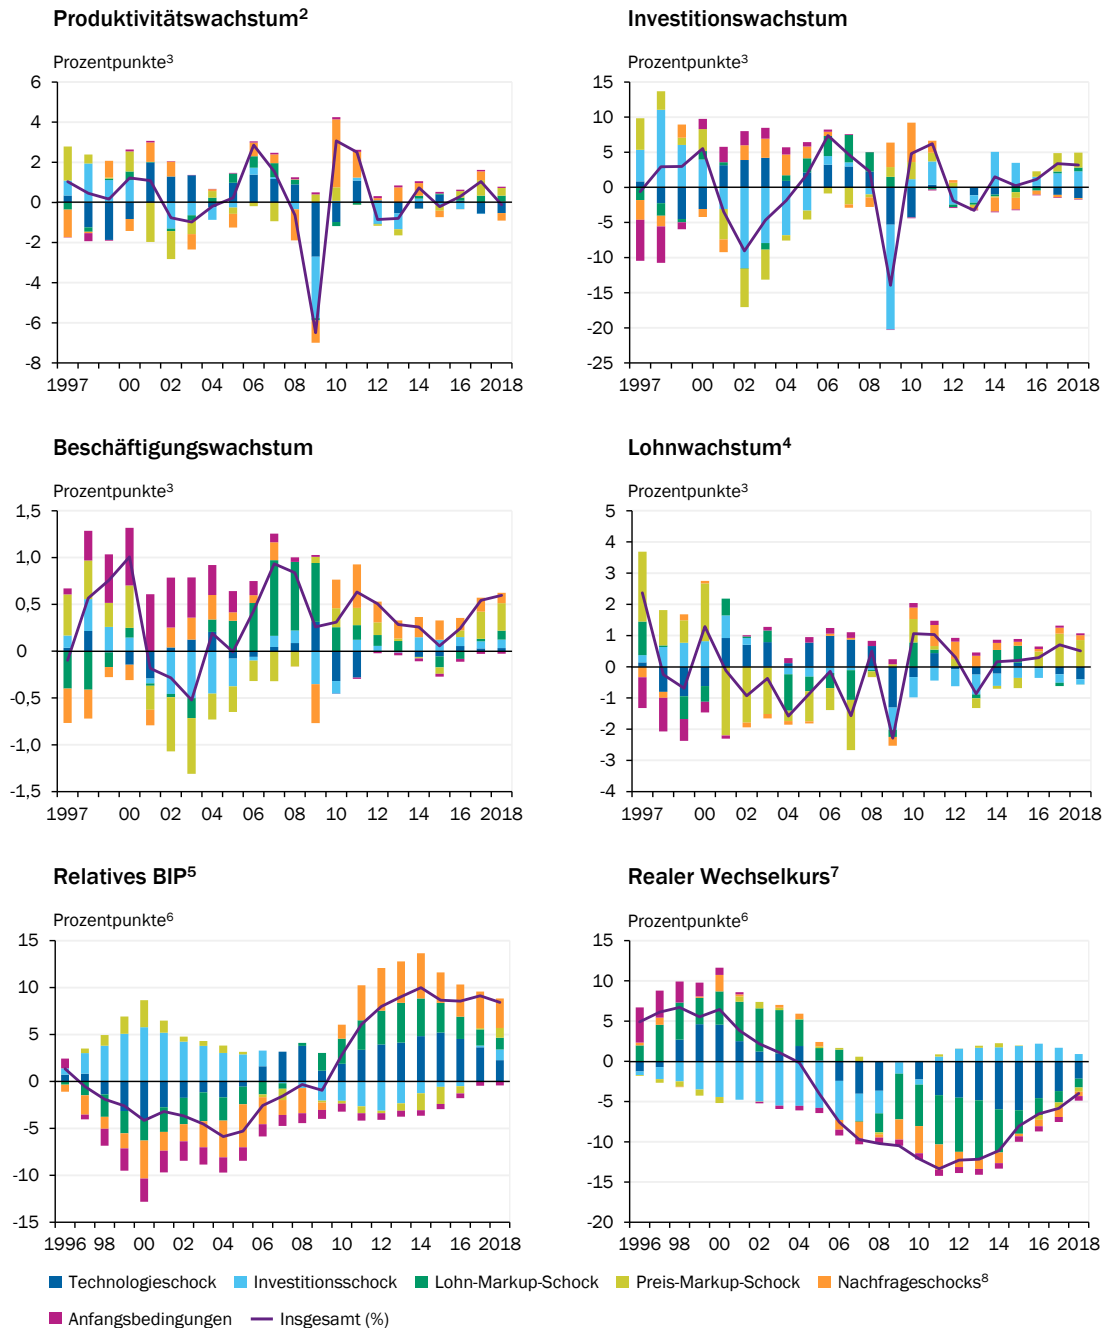 Produktivitätswachstum²
Prozentpunkte³
6
4
2
0
-2
-4
-6
-8
1997 00 02 04 06 08 10 12 14 16 2018
Investitionswachstum
Prozentpunkte³
15
10
5
0
-5
-10
-15
-20
-25
1997 00 02 04 06 08 10 12 14 16 2018
Beschäftigungswachstum
Prozentpunkte³
1,5
1,0
0,5
0
-0,5
-1,0
-1,5
1997 00 02 04 06 08 10 12 14 16 2018
Lohnwachstum⁴
Prozentpunkte³
5
4
3
2
1
0
-1
-2
-3
-4
1997 00 02 04 06 08 10 12 14 16 2018
Relatives BIP⁵
Prozentpunkte⁶
15
10
5
0
-5
-10
-15
1996 98 00 02 04 06 08 10 12 14 16 2018
Realer Wechselkurs⁷
Prozentpunkte⁶
15
10
5
0
-5
-10
-15
-20
1996 98 00 02 04 06 08 10 12 14 16 2018
Technologieschock Investitionsschock Lohn-Markup-Schock Preis-Markup-Schock Nachfrageschocks⁸
Anfangsbedingungen Insgesamt (%)